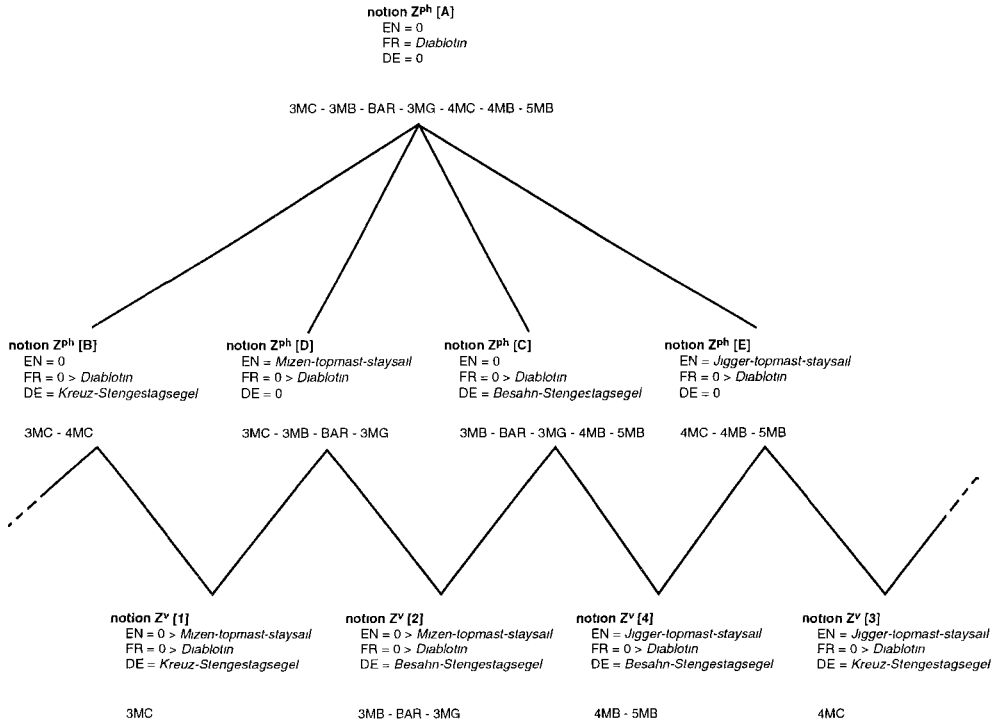 notion Zph [A]
EN = 0
FR = Diablotin
DE = 0
3MC - 3MB - BAR - 3MG - 4MC - 4MB - 5MB
notion Zph [B]
EN = 0
FR = 0 > Diablotin
DE = Kreuz-Stengestagsegel
3MC - 4MC
notion Zph [D]
EN = Mizen-topmast-staysail
FR = 0 > Diablotin
DE = 0
3MC - 3MB - BAR - 3MG
notion Zph [C]
EN = 0
FR = 0 > Diablotin
DE = Besahn-Stengestagsegel
3MB - BAR - 3MG - 4MB - 5MB
notion Zph [E]
EN = Jigger-topmast-staysail
FR = 0 > Diablotin
DE = 0
4MC - 4MB - 5MB
notion Zv [1]
EN = 0 > Mizen-topmast-staysail
FR = 0 > Diablotin
DE = Kreuz-Stengestagsegel
3MC
notion Zv [2]
EN = 0 > Mizen-topmast-staysail
FR = 0 > Diablotin
DE = Besahn-Stengestagsegel
3MB - BAR - 3MG
notion Zv [4]
EN = Jigger-topmast-staysail
FR = 0 > Diablotin
DE = Besahn-Stengestagsegel
4MB - 5MB
notion Zv [3]
EN = Jigger-topmast-staysail
FR = 0 > Diablotin
DE = Kreuz-Stengestagsegel
4MC